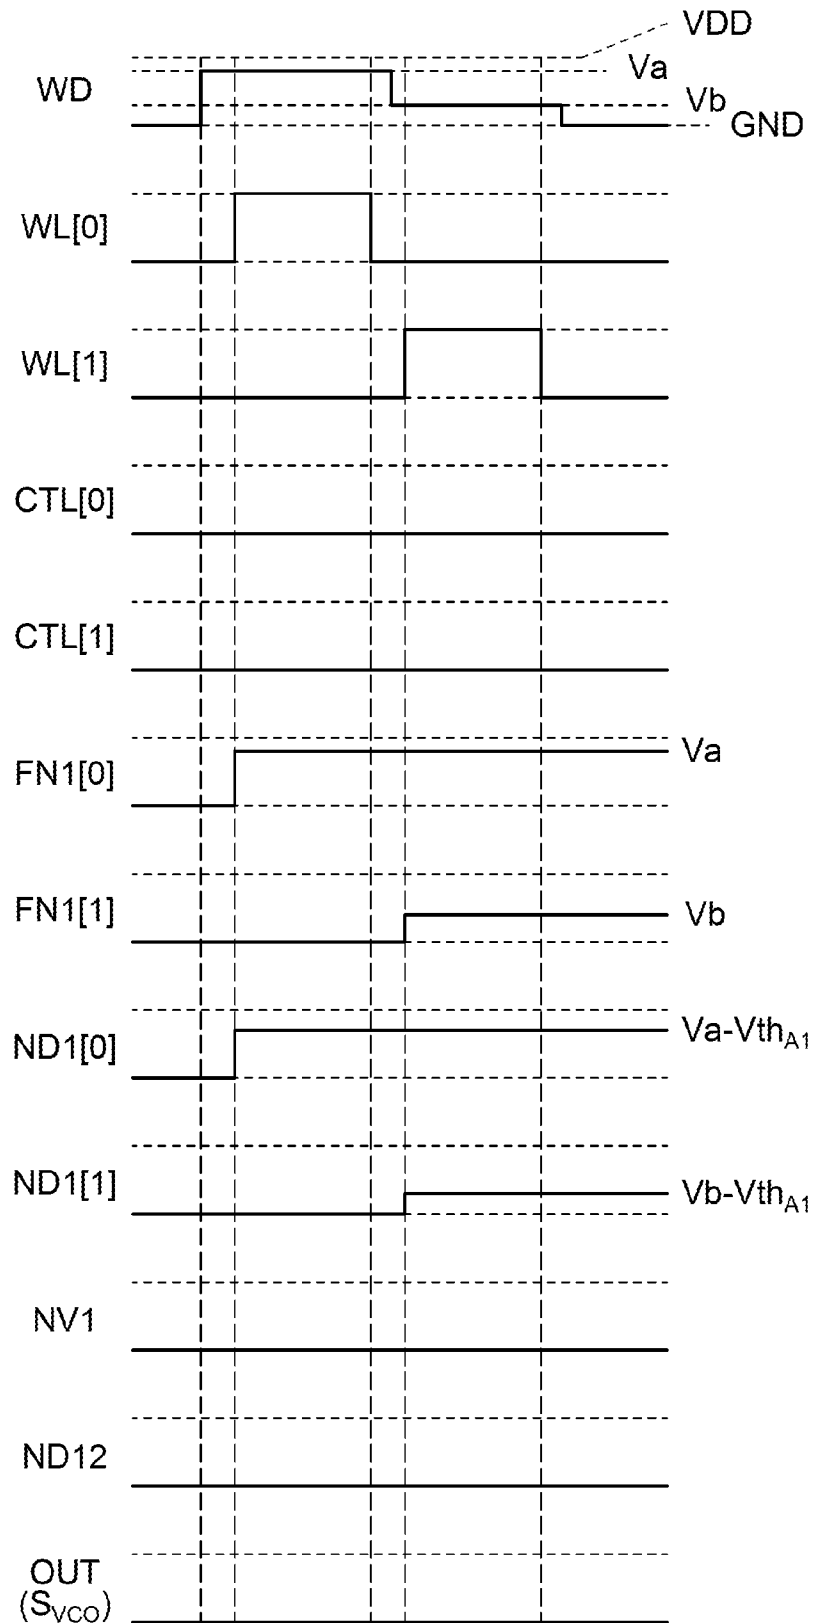 VDD
WD
Va
Vb
GND
WL[0]
WL[1]
CTL[0]
CTL[1]
FN1[0]
Va
FN1[1]
Vb
ND1[0]
Va-VthA1
ND1[1]
Vb-VthA1
NV1
ND12
OUT
(SVCO)